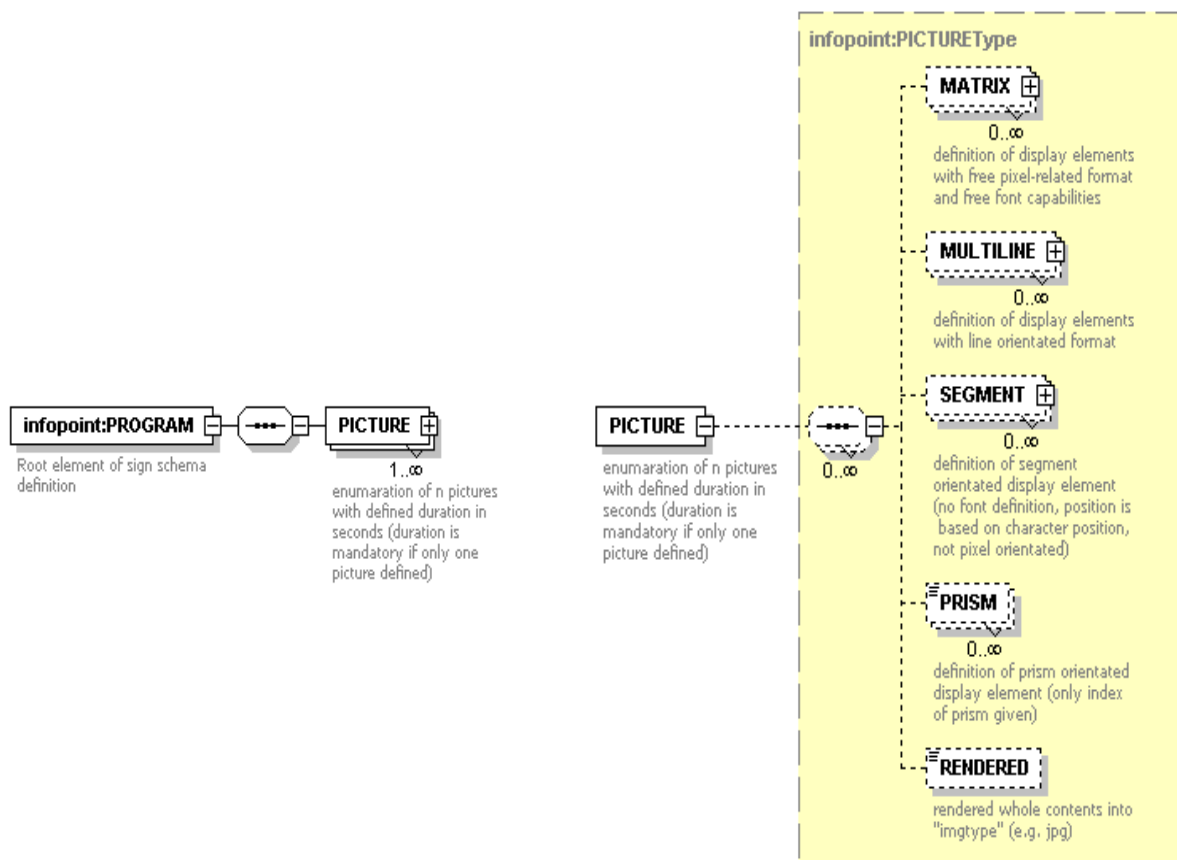 infopoint:PROGRAM
Root element of sign schema
definition
PICTURE
1..∞
enumaration of n pictures
with defined duration in
seconds (duration is
mandatory if only one
picture defined)
PICTURE
enumaration of n pictures
with defined duration in
seconds (duration is
mandatory if only one
picture defined)
infopoint:PICTUREType
0..∞
MATRIX
0..∞
definition of display elements
with free pixel-related format
and free font capabilities
MULTILINE
0..∞
definition of display elements
with line orientated format
SEGMENT
0..∞
definition of segment
orientated display element
(no font definition, position is
based on character position,
not pixel orientated)
PRISM
0..∞
definition of prism orientated
display element (only index
of prism given)
RENDERED
rendered whole contents into
"imgtype" (e.g. jpg)